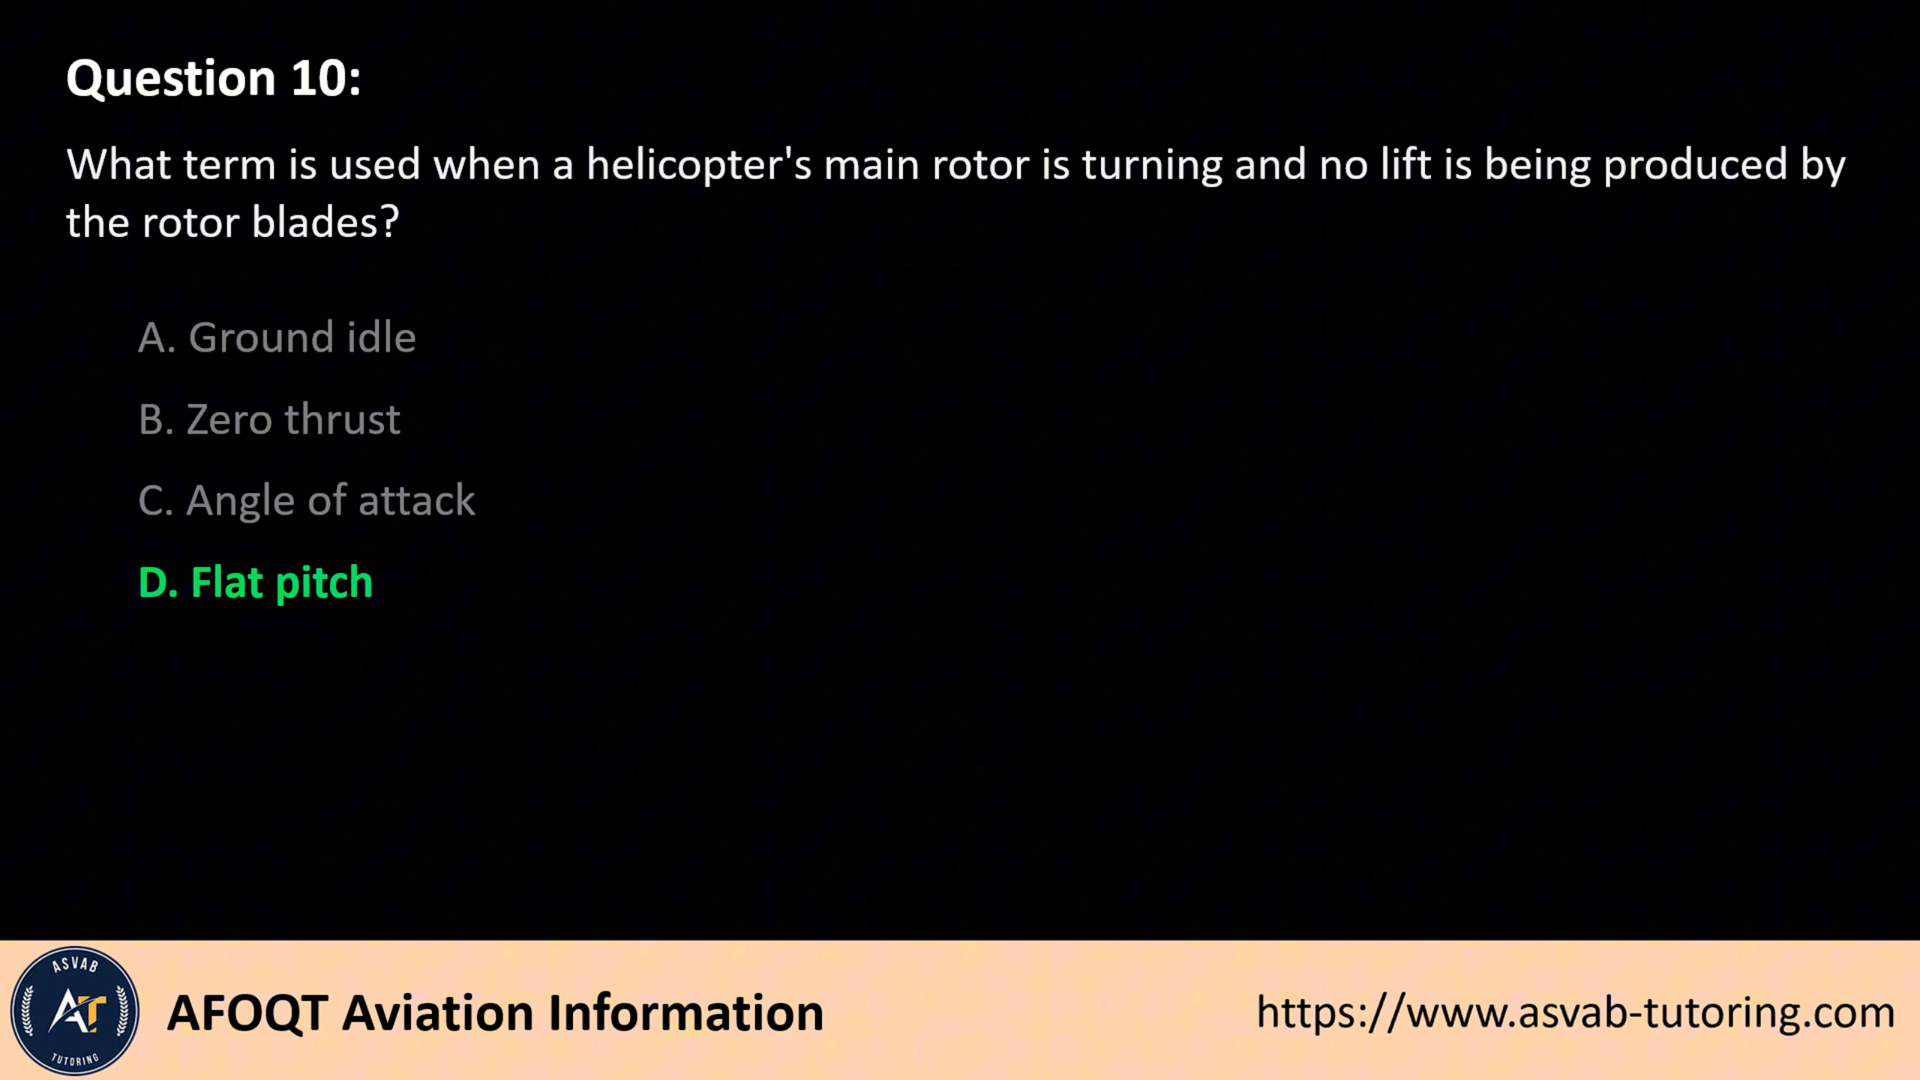 Question 10:
What term is used when a helicopter's main rotor is turning and no lift is being produced by
the rotor blades?
A. Ground idle
B. Zero thrust
C. Angle of attack
D. Flat pitch
ASVAB
AT
TUTORING
AFOQT Aviation Information
https://www.asvab-tutoring.com